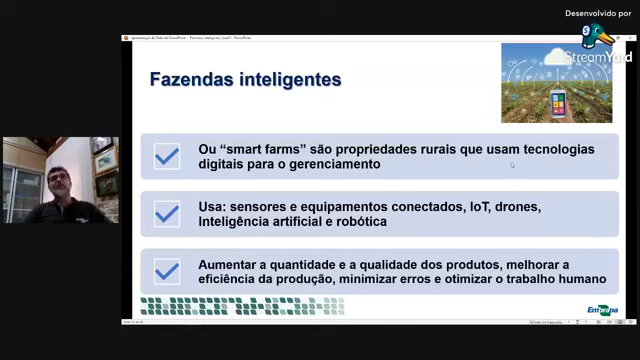 Desenvolvido por
StreamYard
Fazendas inteligentes
Ou “smart farms” são propriedades rurais que usam tecnologias
digitais para o gerenciamento
Usa: sensores e equipamentos conectados, IoT, drones,
Inteligência artificial e robótica
Aumentar a quantidade e a qualidade dos produtos, melhorar a
eficiência da produção, minimizar erros e otimizar o trabalho humano
Embrapa